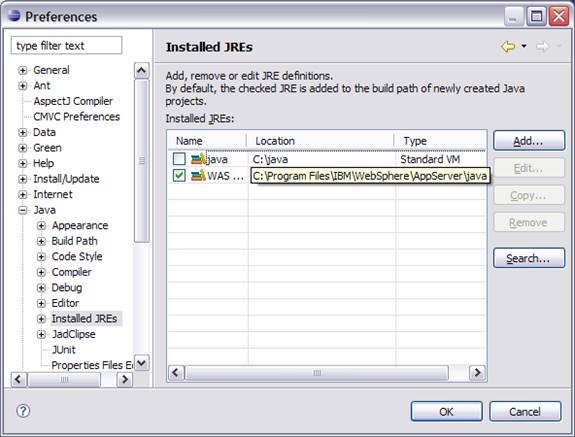 Preferences
type filter text
General
Ant
AspectJ Compiler
CMVC Preferences
Data
Green
Help
Install/Update
Internet
Java
Appearance
Build Path
Code Style
Compiler
Debug
Editor
Installed JREs
JadClipse
JUnit
Properties Files
Installed JREs
Add, remove or edit JRE definitions.
By default, the checked JRE is added to the build path of newly created Java
projects.
Installed JREs:
Name Location Type
java C:\java Standard VM
WAS ... C:\Program Files\IBM\WebSphere\AppServer\java
Add...
Edit...
Copy...
Remove
Search...
? OK Cancel